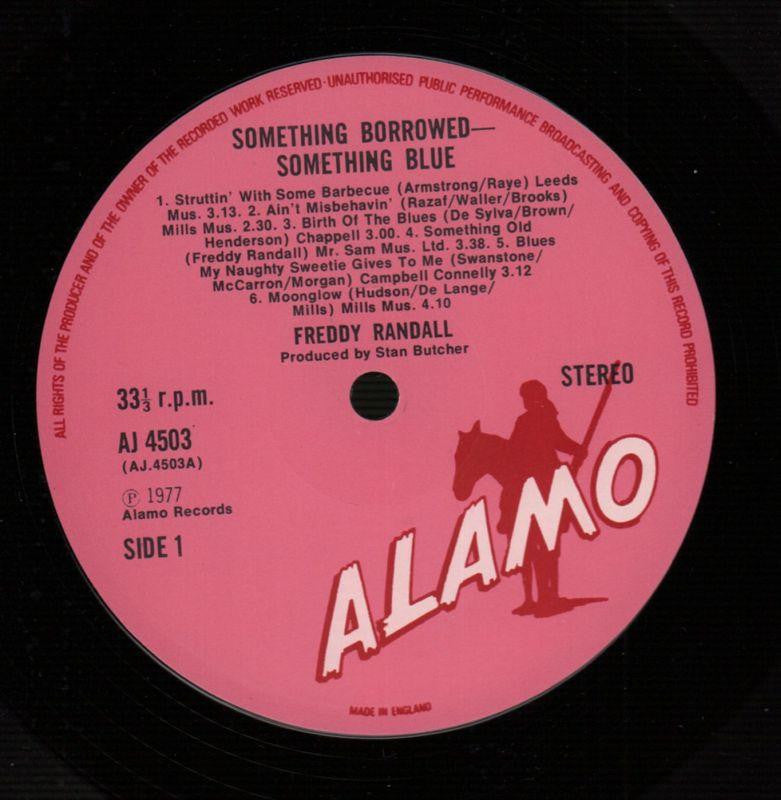 ALL RIGHTS OF THE PRODUCER AND OF THE OWNER OF THE RECORDED WORK RESERVED · UNAUTHORISED PUBLIC PERFORMANCE BROADCASTING AND COPYING OF THIS RECORD PROHIBITED
SOMETHING BORROWED—
SOMETHING BLUE
1. Struttin' With Some Barbecue (Armstrong/Raye) Leeds
Mus. 3.13. 2. Ain't Misbehavin' (Razaf/Waller/Brooks)
Mills Mus. 2.30. 3. Birth Of The Blues (De Sylva/Brown/
Henderson) Chappell 3.00. 4. Something Old
(Freddy Randall) Mr. Sam Mus. Ltd. 3.38. 5. Blues
My Naughty Sweetie Gives To Me (Swanstone/
McCarron/Morgan) Campbell Connelly 3.12
6. Moonglow (Hudson/De Lange/
Mills) Mills Mus. 4.10
FREDDY RANDALL
Produced by Stan Butcher
STEREO
33⅓ r.p.m.
AJ 4503
(AJ.4503A)
Ⓟ 1977
Alamo Records
SIDE 1
ALAMO
MADE IN ENGLAND